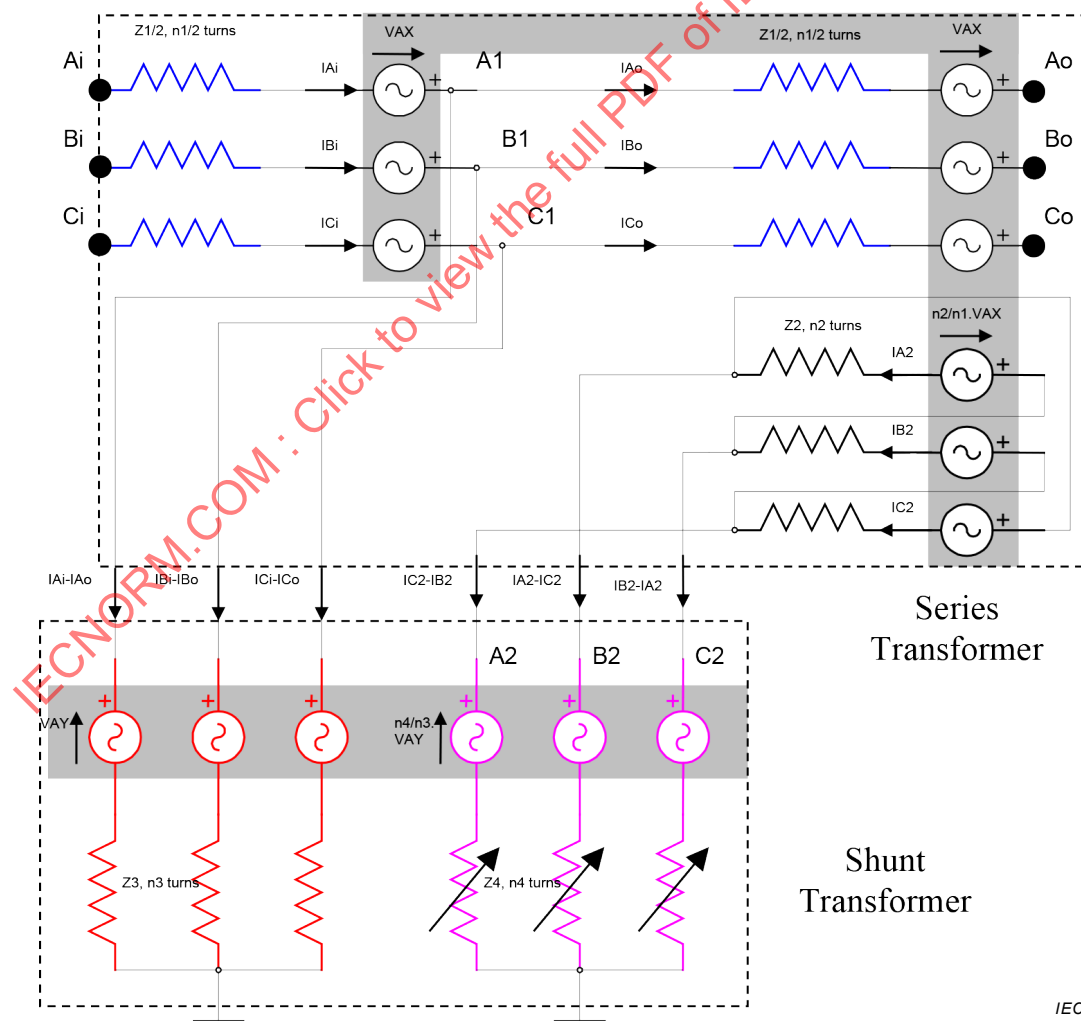 Z1/2, n1/2 turns
VAX
Z1/2, n1/2 turns
VAX
Ai
IAi
+
A1
IAo
+
Ao
Bi
IBi
+
B1
IBo
+
Bo
Ci
ICi
+
C1
ICo
+
Co
Z2, n2 turns
n2/n1.VAX
IA2
+
IB2
+
IC2
+
IAi-IAo
IBi-IBo
ICi-ICo
IC2-IB2
IA2-IC2
IB2-IA2
Series
Transformer
A2
B2
C2
+
+
+
+
+
+
VAY
n4/n3.
VAY
Z3, n3 turns
Z4, n4 turns
Shunt
Transformer
IEC
IECNORM.COM : Click to view the full PDF of